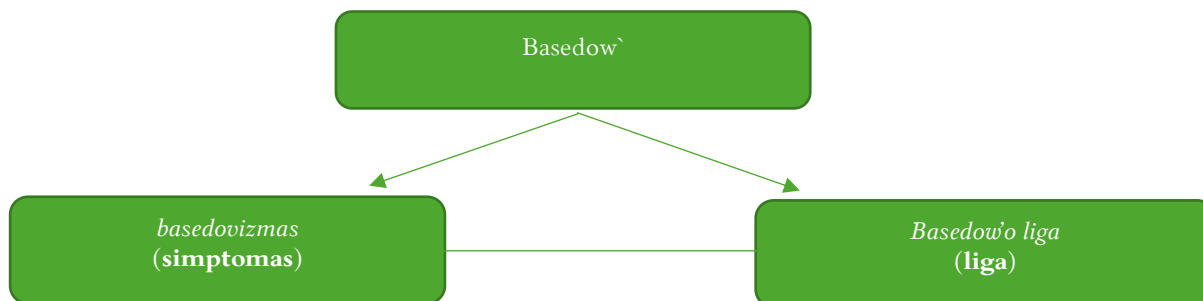 Basedow`
basedovizmas
(simptomas)
Basedow'o liga
(liga)